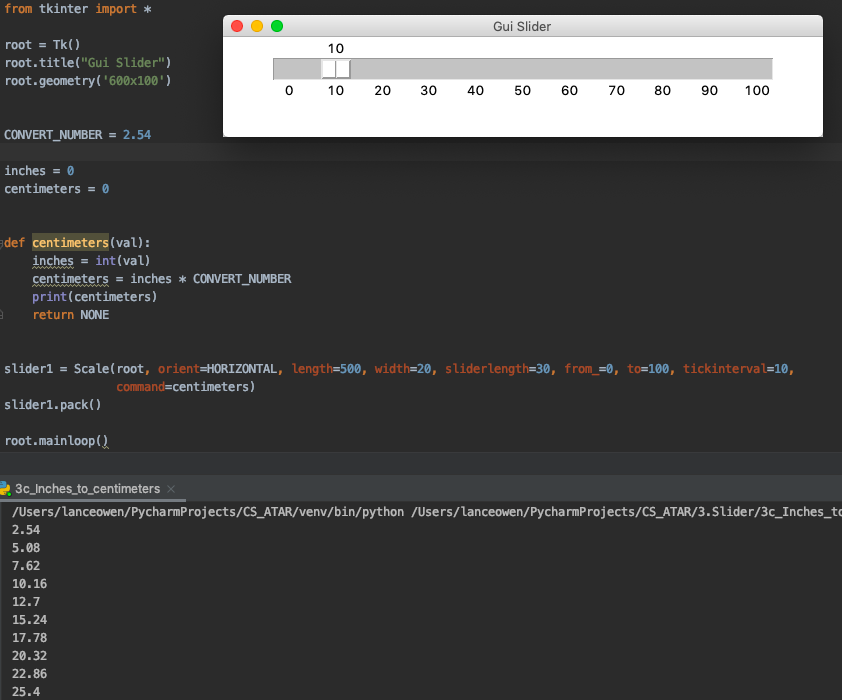 from tkinter import *
root = Tk()
root.title("Gui Slider")
root.geometry('600x100')
CONVERT_NUMBER = 2.54
inches = 0
centimeters = 0
def centimeters(val):
inches = int(val)
centimeters = inches * CONVERT_NUMBER
print(centimeters)
return NONE
slider1 = Scale(root, orient=HORIZONTAL, length=500, width=20, sliderlength=30, from_=0, to=100, tickinterval=10,
command=centimeters)
slider1.pack()
root.mainloop()
Gui Slider
10
0 10 20 30 40 50 60 70 80 90 100
3c_Inches_to_centimeters
/Users/lanceowen/PycharmProjects/CS_ATAR/venv/bin/python /Users/lanceowen/PycharmProjects/CS_ATAR/3.Slider/3c_Inches_to
2.54
5.08
7.62
10.16
12.7
15.24
17.78
20.32
22.86
25.4